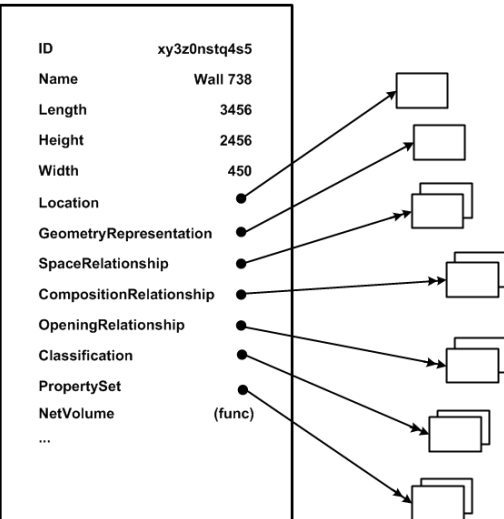 ID xy3z0nstq4s5
Name Wall 738
Length 3456
Height 2456
Width 450
Location
GeometryRepresentation
SpaceRelationship
CompositionRelationship
OpeningRelationship
Classification
PropertySet
NetVolume (func)
...